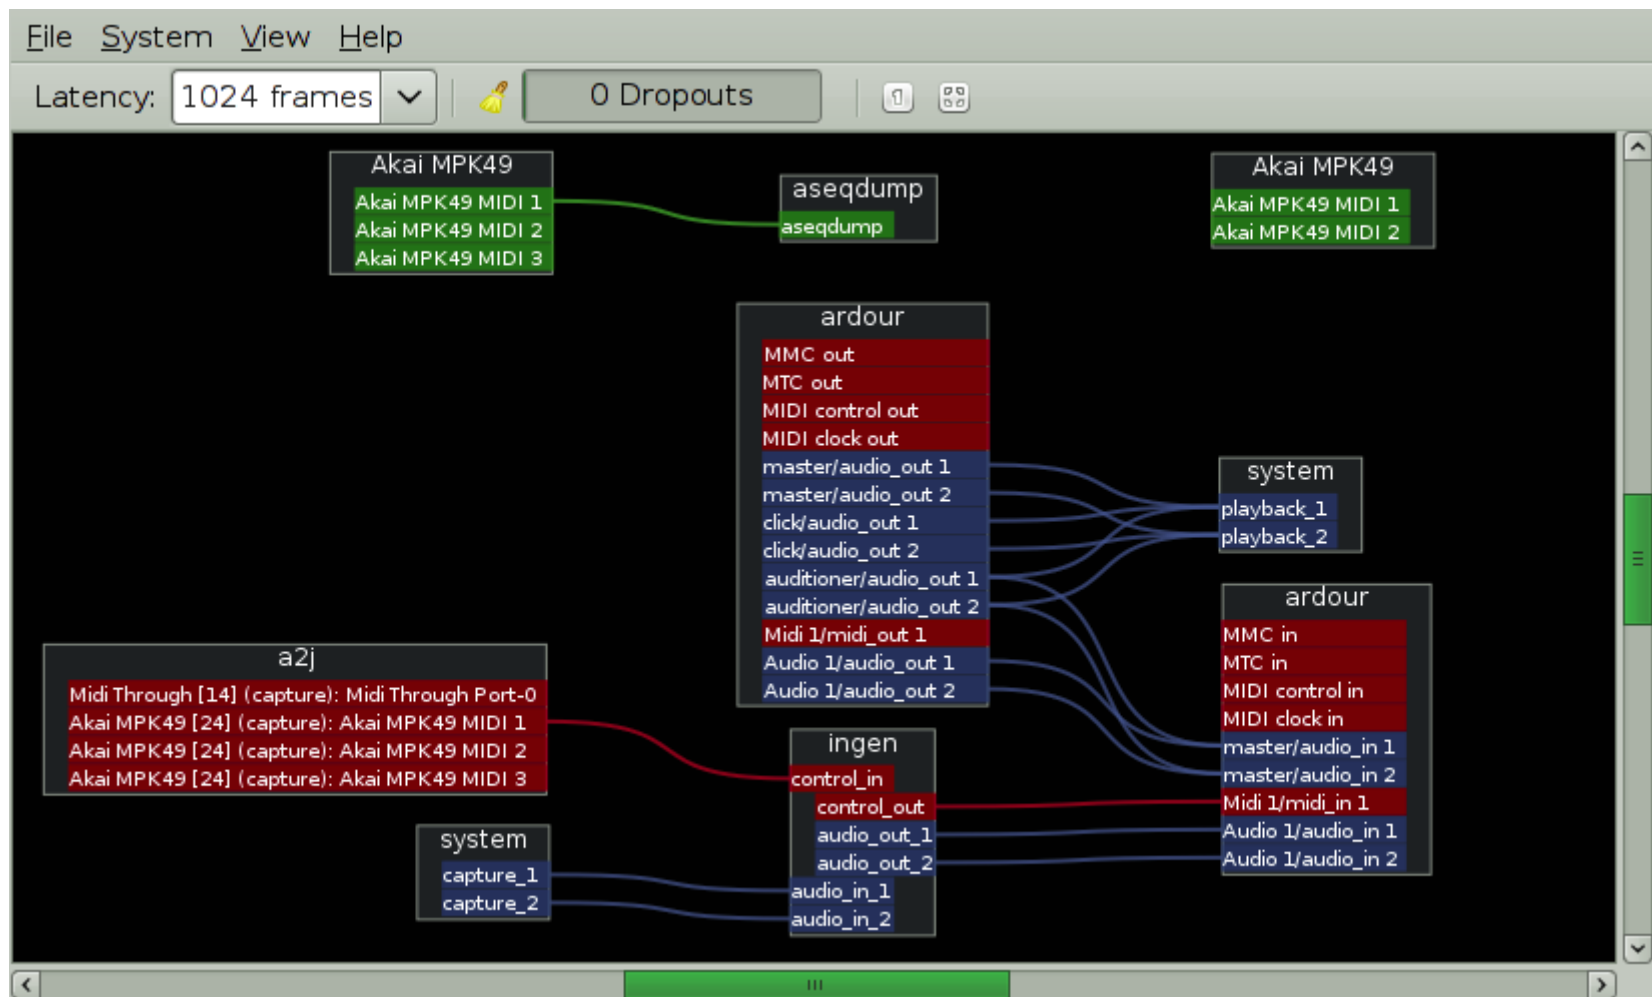 File System View Help
Latency: 1024 frames 0 Dropouts
Akai MPK49
Akai MPK49 MIDI 1
Akai MPK49 MIDI 2
Akai MPK49 MIDI 3
aseqdump
aseqdump
Akai MPK49
Akai MPK49 MIDI 1
Akai MPK49 MIDI 2
ardour
MMC out
MTC out
MIDI control out
MIDI clock out
master/audio_out 1
master/audio_out 2
click/audio_out 1
click/audio_out 2
auditioner/audio_out 1
auditioner/audio_out 2
Midi 1/midi_out 1
Audio 1/audio_out 1
Audio 1/audio_out 2
system
playback_1
playback_2
ardour
MMC in
MTC in
MIDI control in
MIDI clock in
master/audio_in 1
master/audio_in 2
Midi 1/midi_in 1
Audio 1/audio_in 1
Audio 1/audio_in 2
a2j
Midi Through [14] (capture): Midi Through Port-0
Akai MPK49 [24] (capture): Akai MPK49 MIDI 1
Akai MPK49 [24] (capture): Akai MPK49 MIDI 2
Akai MPK49 [24] (capture): Akai MPK49 MIDI 3
ingen
control_in
control_out
audio_out_1
audio_out_2
audio_in_1
audio_in_2
system
capture_1
capture_2